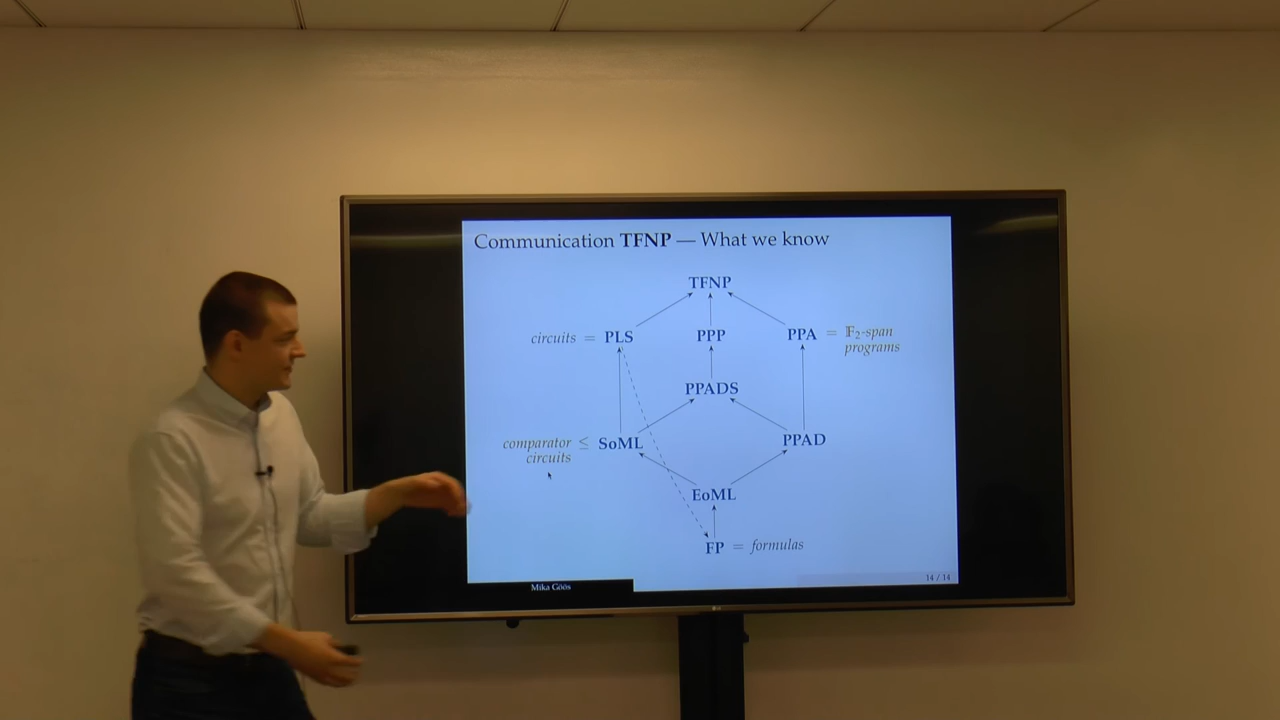 Communication TFNP — What we know
TFNP
circuits = PLS
PPP
PPA = 𝔽₂-span
programs
PPADS
comparator ≤ SoML
circuits
PPAD
EoML
FP = formulas
Mika Göös
14 / 14
LG